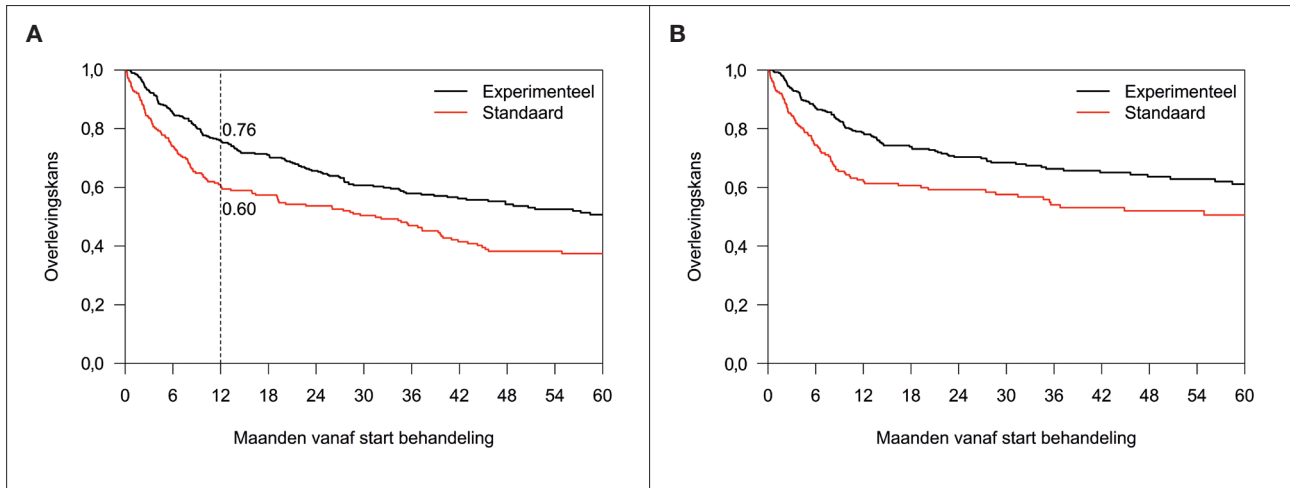 A
1,0
0,8
0,6
0,4
0,2
0,0
Overlevingskans
Experimenteel
Standaard
0.76
0.60
0 6 12 18 24 30 36 42 48 54 60
Maanden vanaf start behandeling
B
1,0
0,8
0,6
0,4
0,2
0,0
Overlevingskans
Experimenteel
Standaard
0 6 12 18 24 30 36 42 48 54 60
Maanden vanaf start behandeling